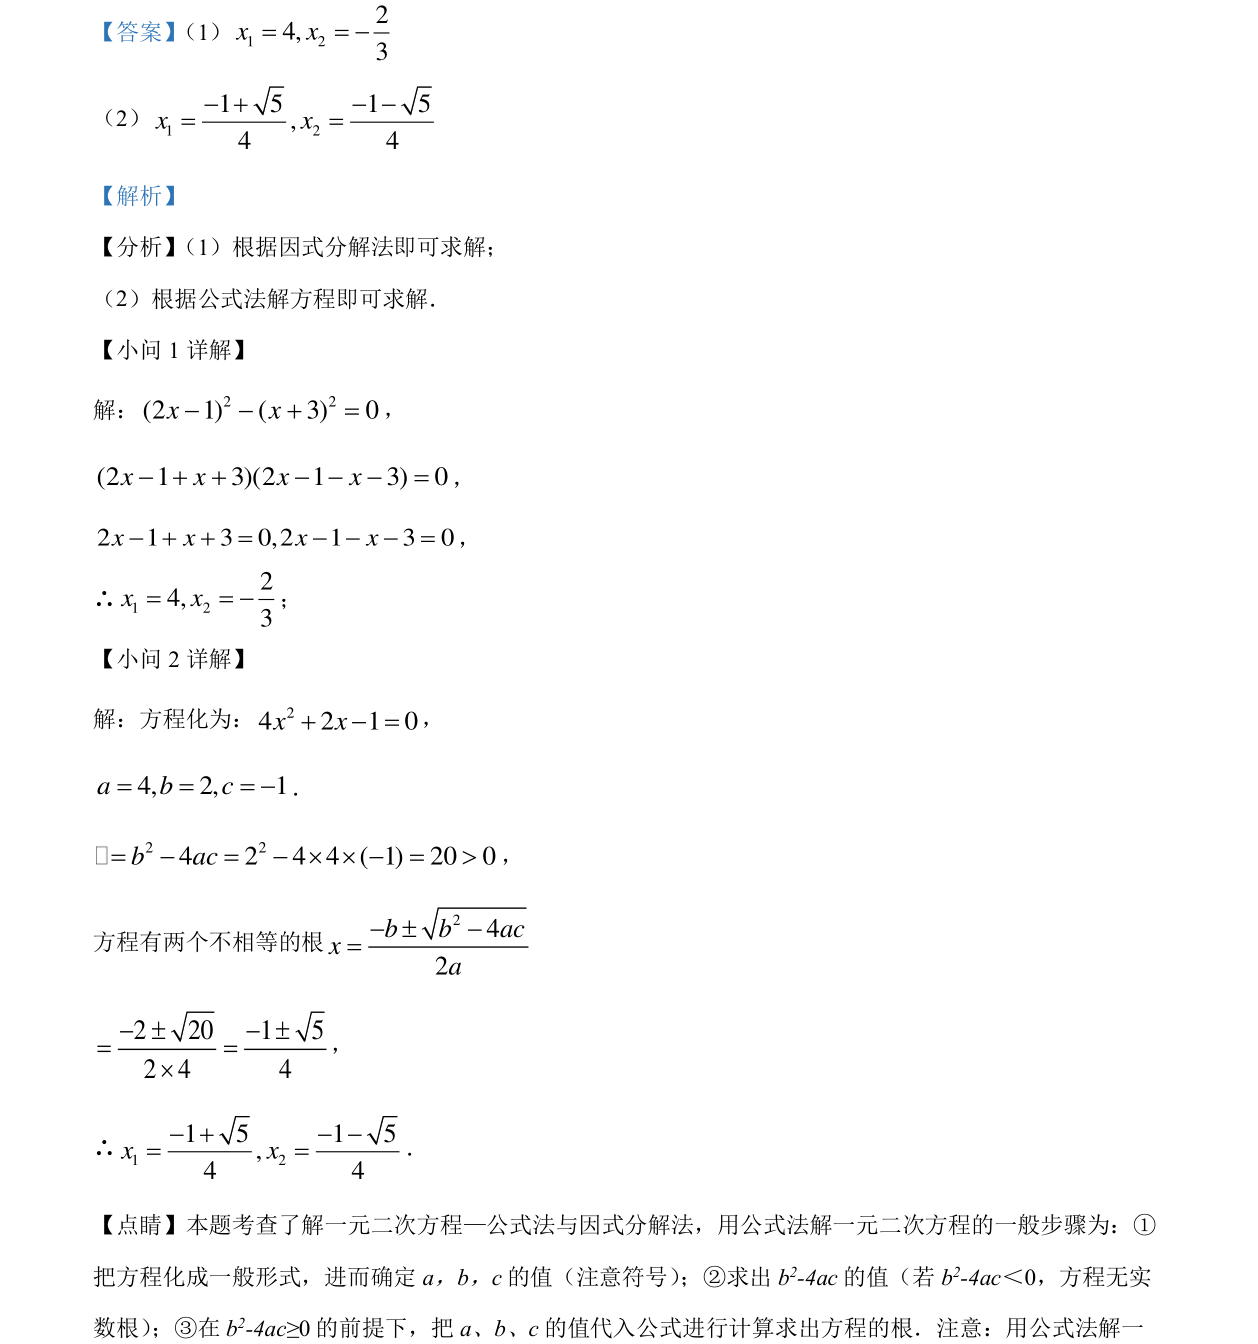 【答案】（1）x₁ = 4, x₂ = −2/3
（2）x₁ = (−1+√5)/4, x₂ = (−1−√5)/4
【解析】
【分析】（1）根据因式分解法即可求解；
（2）根据公式法解方程即可求解．
【小问 1 详解】
解：(2x−1)² −(x+3)² = 0，
(2x−1+x+3)(2x−1−x−3) = 0，
2x−1+x+3=0,2x−1−x−3=0，
∴ x₁ = 4, x₂ = −2/3；
【小问 2 详解】
解：方程化为：4x² +2x−1=0，
a = 4,b = 2,c = −1．
□= b² −4ac = 2² −4×4×(−1) = 20 > 0，
方程有两个不相等的根 x = (−b±√(b²−4ac))/(2a)
= (−2±√20)/(2×4) = (−1±√5)/4，
∴ x₁ = (−1+√5)/4, x₂ = (−1−√5)/4．
【点睛】本题考查了解一元二次方程—公式法与因式分解法，用公式法解一元二次方程的一般步骤为：①
把方程化成一般形式，进而确定 a，b，c 的值（注意符号）；②求出 b²-4ac 的值（若 b²-4ac＜0，方程无实
数根）；③在 b²-4ac≥0 的前提下，把 a、b、c 的值代入公式进行计算求出方程的根．注意：用公式法解一